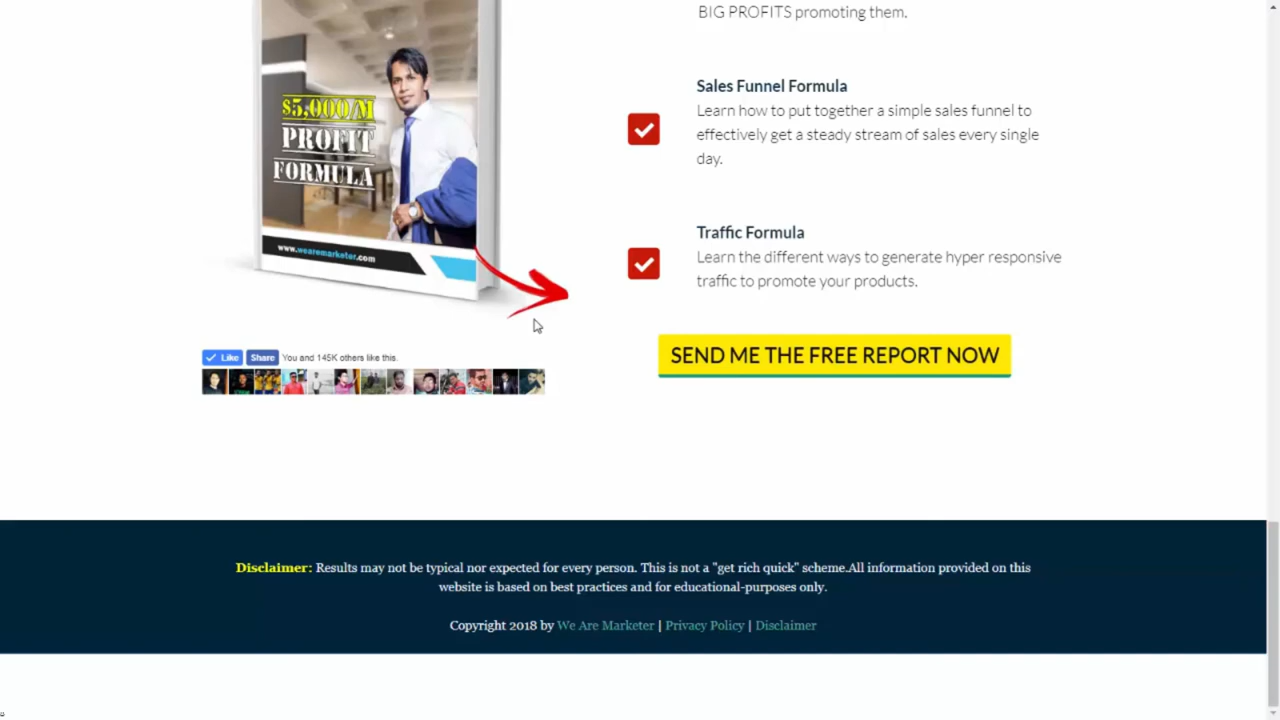 BIG PROFITS promoting them.
$5,000/M
PROFIT
FORMULA
www.wearemarketer.com
Sales Funnel Formula
Learn how to put together a simple sales funnel to
effectively get a steady stream of sales every single
day.
Traffic Formula
Learn the different ways to generate hyper responsive
traffic to promote your products.
Like Share You and 145K others like this.
SEND ME THE FREE REPORT NOW
Disclaimer: Results may not be typical nor expected for every person. This is not a "get rich quick" scheme.All information provided on this
website is based on best practices and for educational-purposes only.
Copyright 2018 by We Are Marketer | Privacy Policy | Disclaimer